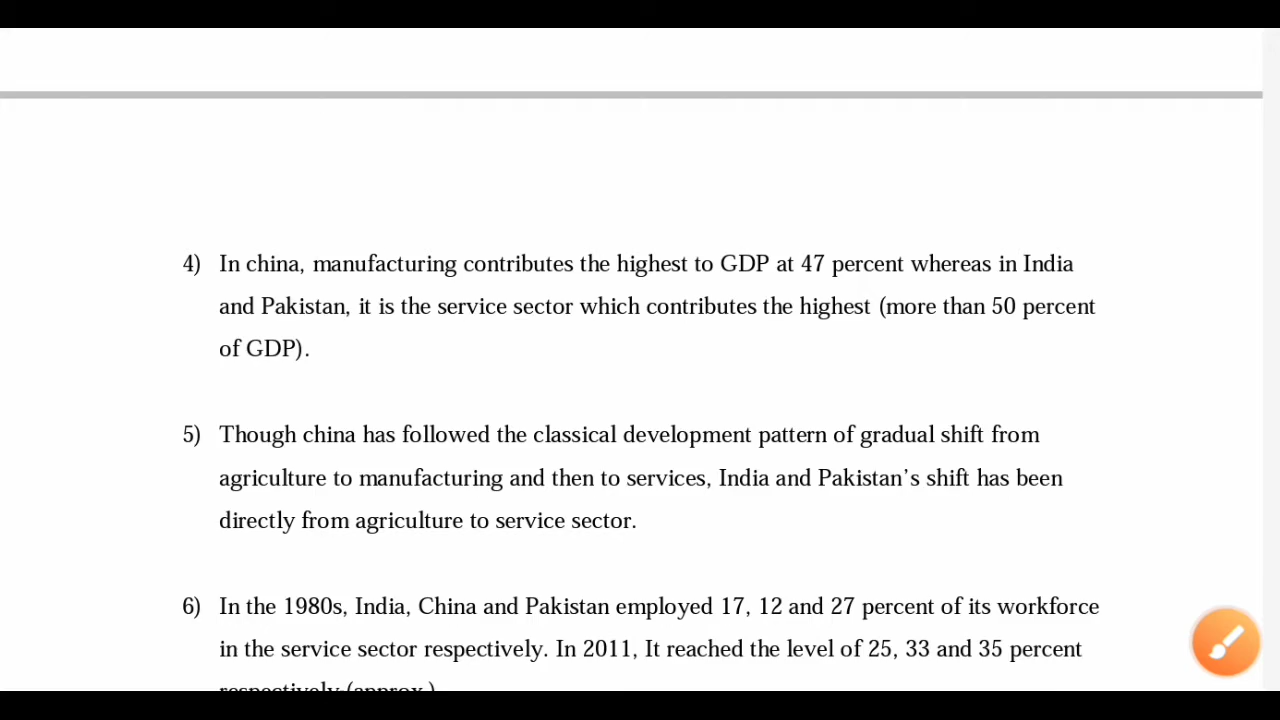 4) In china, manufacturing contributes the highest to GDP at 47 percent whereas in India
and Pakistan, it is the service sector which contributes the highest (more than 50 percent
of GDP).
5) Though china has followed the classical development pattern of gradual shift from
agriculture to manufacturing and then to services, India and Pakistan’s shift has been
directly from agriculture to service sector.
6) In the 1980s, India, China and Pakistan employed 17, 12 and 27 percent of its workforce
in the service sector respectively. In 2011, It reached the level of 25, 33 and 35 percent
respectively (approx.)